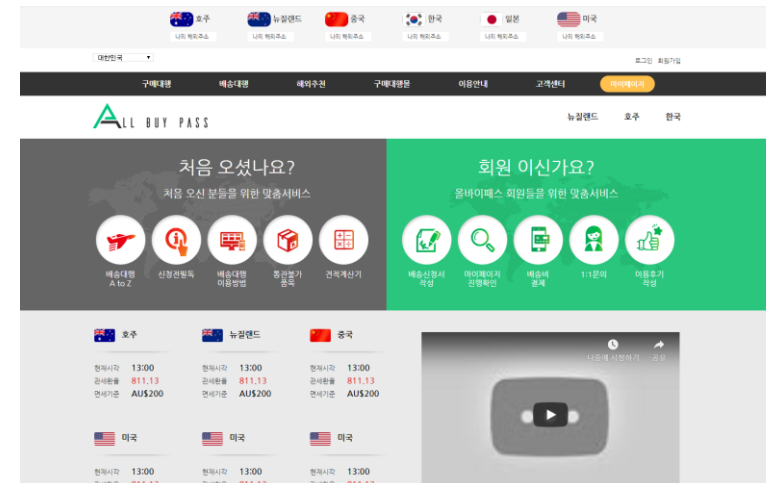 호주 뉴질랜드 중국 한국 일본 미국
나의 해외주소 나의 해외주소 나의 해외주소 나의 해외주소 나의 해외주소 나의 해외주소
대한민국 로그인 회원가입
구매대행 배송대행 해외추천 구매대행몰 이용안내 고객센터 마이페이지
ALL BUY PASS 뉴질랜드 호주 한국
처음 오셨나요?
처음 오신 분들을 위한 맞춤서비스
배송대행 A to Z
신청전필독
배송대행 이용방법
통관불가 품목
견적계산기
회원 이신가요?
올바이패스 회원들을 위한 맞춤서비스
배송신청서 작성
마이페이지 진행확인
배송비 결제
1:1문의
이용후기 작성
호주 뉴질랜드 중국
현재시각 13:00 현재시각 13:00 현재시각 13:00
관세환율 811.13 관세환율 811.13 관세환율 811.13
면세기준 AU$200 면세기준 AU$200 면세기준 AU$200
미국 미국 미국
현재시각 13:00 현재시각 13:00 현재시각 13:00
나중에 시청하기 공유